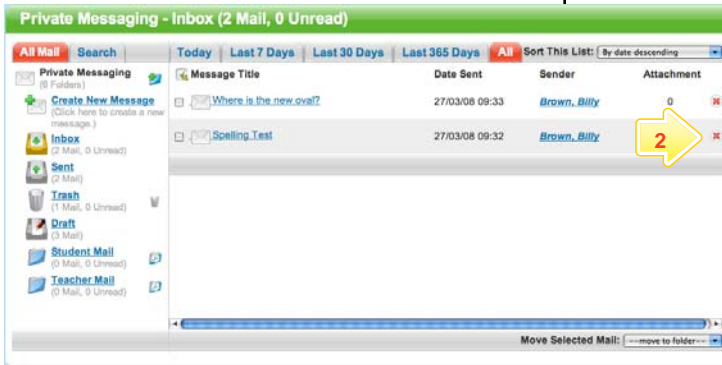 Private Messaging - Inbox (2 Mail, 0 Unread)
All Mail Search Today Last 7 Days Last 30 Days Last 365 Days All Sort This List: By date descending
Private Messaging
(6 Folders)
Create New Message
(Click here to create a new
message.)
Inbox
(2 Mail, 0 Unread)
Sent
(2 Mail)
Trash
(1 Mail, 0 Unread)
Draft
(3 Mail)
Student Mail
(0 Mail, 0 Unread)
Teacher Mail
(0 Mail, 0 Unread)
Message Title Date Sent Sender Attachment
Where is the new oval? 27/03/08 09:33 Brown, Billy 0
Spelling Test 27/03/08 09:32 Brown, Billy 2
Move Selected Mail: ---move to folder---